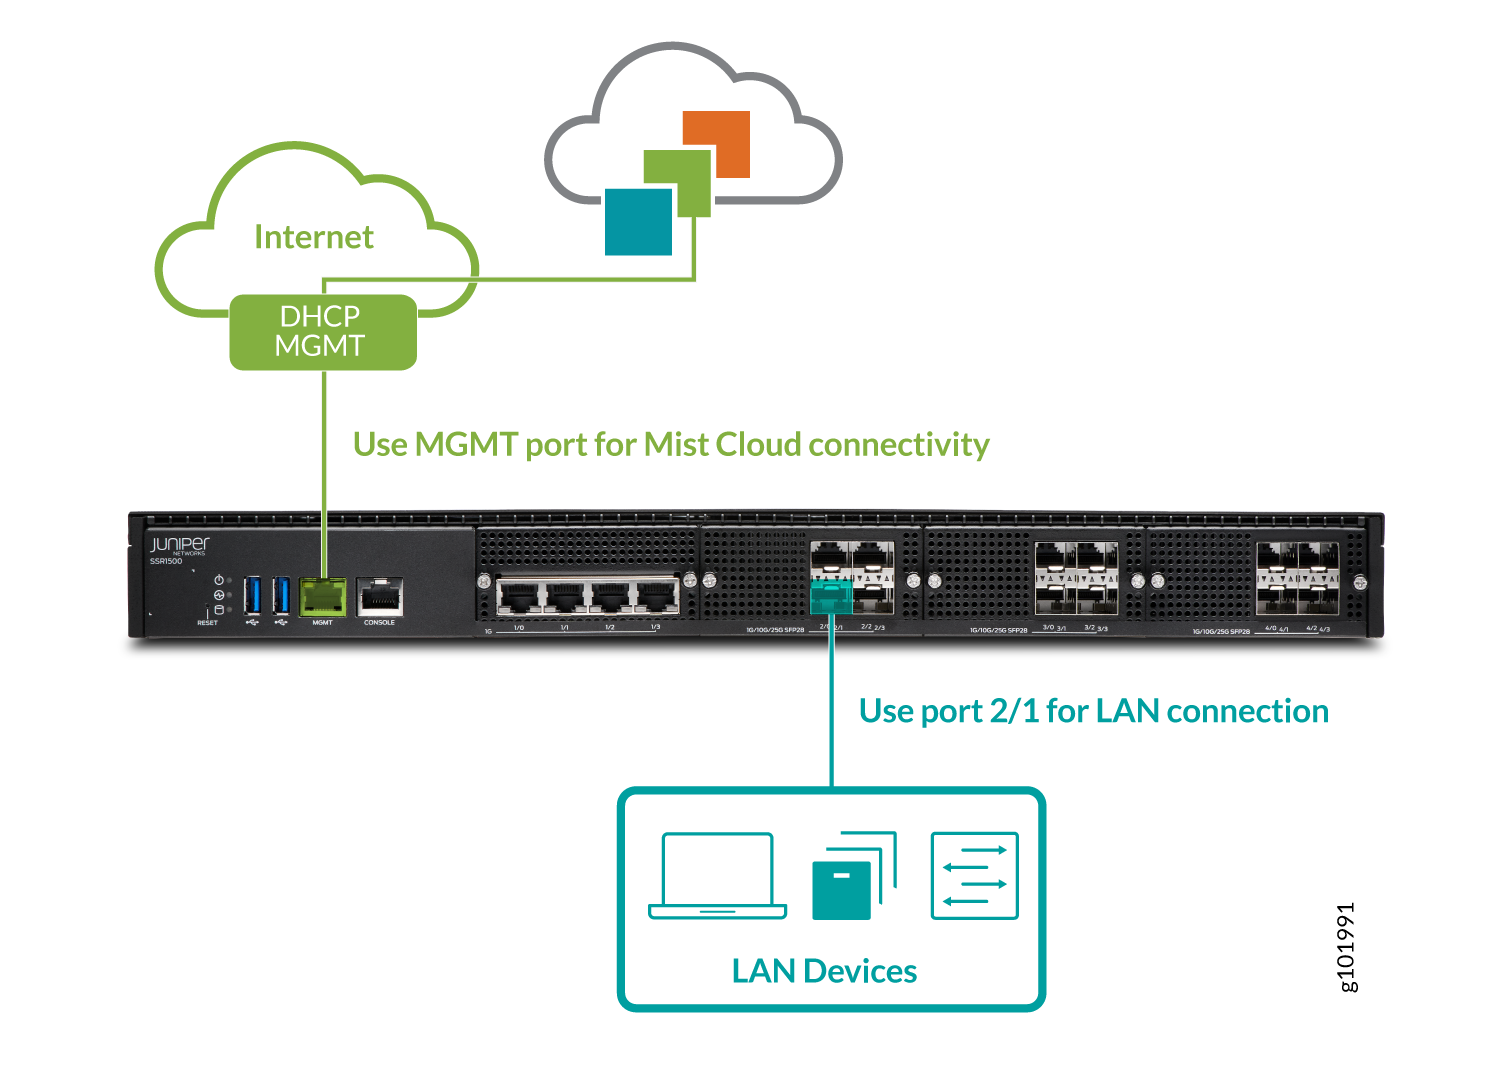 Internet
DHCP
MGMT
Use MGMT port for Mist Cloud connectivity
JUNIPER
NETWORKS
SSR1500
RESET
MGMT
CONSOLE
1G 1/0 1/1 1/2 1/3
1G/10G/25G SFP28 2/1 2/2 2/3
1G/10G/25G SFP28 3/0 3/1 3/2 3/3
1G/10G/25G SFP28 4/0 4/1 4/2 4/3
Use port 2/1 for LAN connection
LAN Devices
g101991